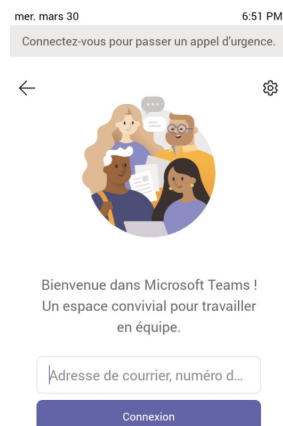 mer. mars 30 6:51 PM
Connectez-vous pour passer un appel d'urgence.
Bienvenue dans Microsoft Teams !
Un espace convivial pour travailler
en équipe.
Adresse de courrier, numéro d...
Connexion